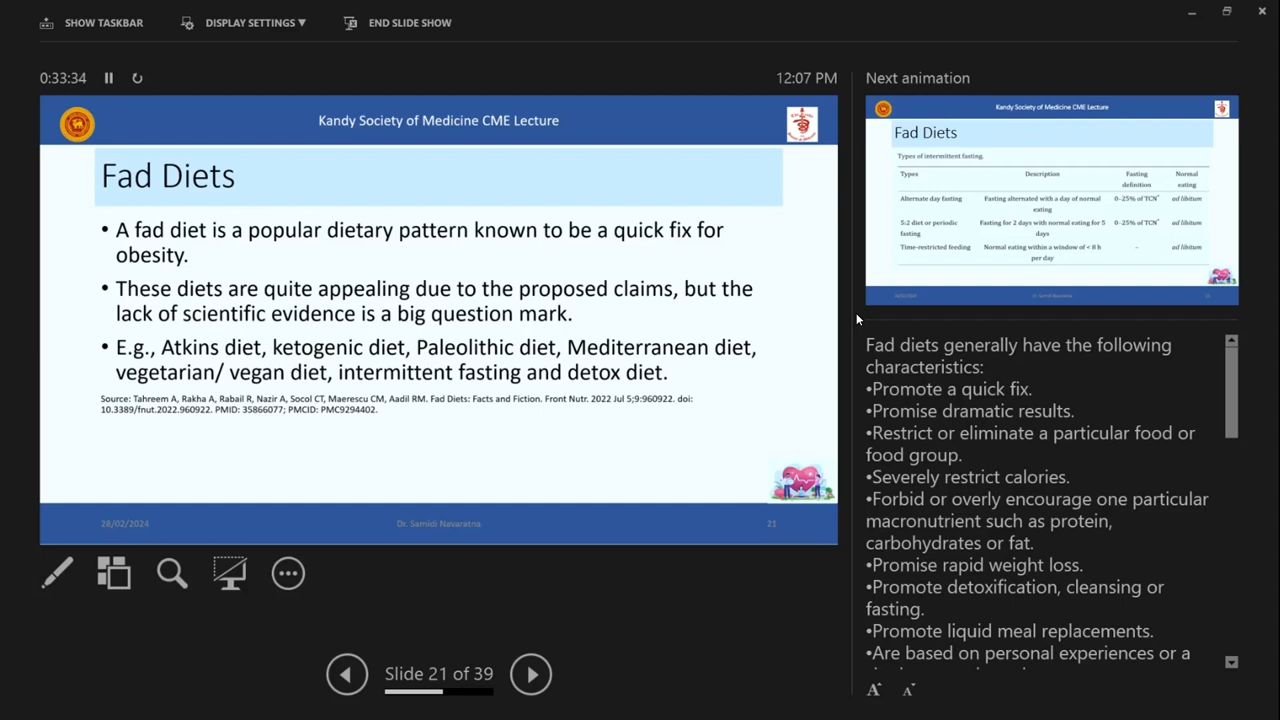 SHOW TASKBAR
DISPLAY SETTINGS ▼
END SLIDE SHOW
0:33:34
12:07 PM
Kandy Society of Medicine CME Lecture
Fad Diets
• A fad diet is a popular dietary pattern known to be a quick fix for
obesity.
• These diets are quite appealing due to the proposed claims, but the
lack of scientific evidence is a big question mark.
• E.g., Atkins diet, ketogenic diet, Paleolithic diet, Mediterranean diet,
vegetarian/ vegan diet, intermittent fasting and detox diet.
Source: Tahreem A, Rakha A, Rabail R, Nazir A, Socol CT, Maerescu CM, Aadil RM. Fad Diets: Facts and Fiction. Front Nutr. 2022 Jul 5;9:960922. doi:
10.3389/fnut.2022.960922. PMID: 35866077; PMCID: PMC9294402.
28/02/2024
Dr. Samidi Navaratna
21
Slide 21 of 39
Next animation
Kandy Society of Medicine CME Lecture
Fad Diets
Types of intermittent fasting.
Types Description Fasting Normal
definition eating
Alternate day fasting Fasting alternated with a day of normal 0–25% of TCN* ad libitum
eating
5:2 diet or periodic Fasting for 2 days with normal eating for 5 0–25% of TCN* ad libitum
fasting days
Time-restricted feeding Normal eating within a window of < 8 h – ad libitum
per day
Dr. Samidi Navaratna
Fad diets generally have the following
characteristics:
•Promote a quick fix.
•Promise dramatic results.
•Restrict or eliminate a particular food or
food group.
•Severely restrict calories.
•Forbid or overly encourage one particular
macronutrient such as protein,
carbohydrates or fat.
•Promise rapid weight loss.
•Promote detoxification, cleansing or
fasting.
•Promote liquid meal replacements.
•Are based on personal experiences or a
A A